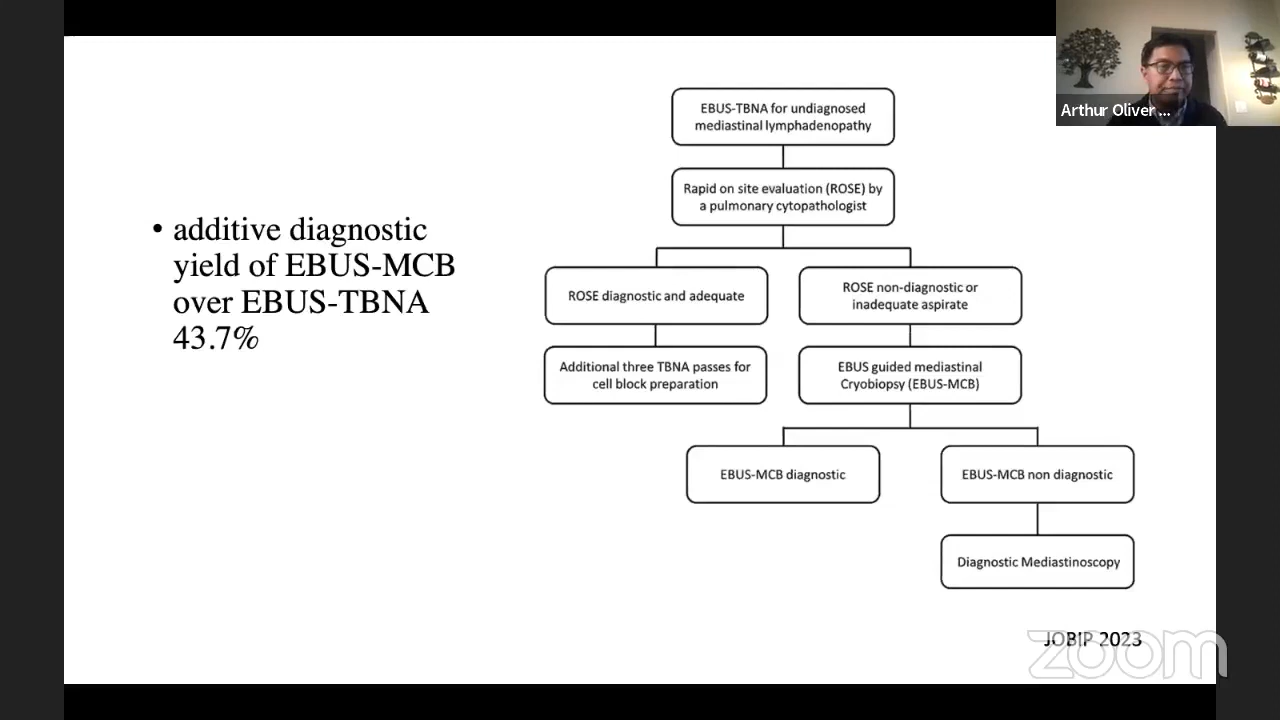 Arthur Oliver ...
• additive diagnostic
yield of EBUS-MCB
over EBUS-TBNA
43.7%
EBUS-TBNA for undiagnosed
mediastinal lymphadenopathy
Rapid on site evaluation (ROSE) by
a pulmonary cytopathologist
ROSE diagnostic and adequate
ROSE non-diagnostic or
inadequate aspirate
Additional three TBNA passes for
cell block preparation
EBUS guided mediastinal
Cryobiopsy (EBUS-MCB)
EBUS-MCB diagnostic
EBUS-MCB non diagnostic
Diagnostic Mediastinoscopy
JOBIP 2023
zoom